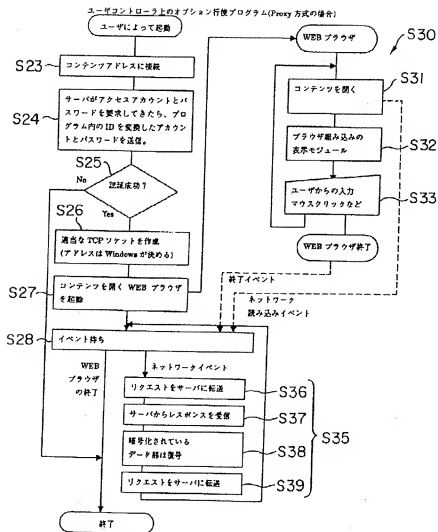 ユーザコントローラ上のオプション行使プログラム(Proxy 方式の場合)
ユーザによって起動
S23
コンテンツアドレスに接続
S24
サーバがアクセスアカウントとパ
スワードを要求してきたら、プロ
グラム内のIDを変換したアカウ
ントとパスワードを送信。
S25
No
認証成功?
Yes
S26
適当なTCPソケットを作成
(アドレスはWindowsが決める)
S27
コンテンツを開くWEBブラウザ
を起動
S28
イベント待ち
WEB
ブラウザ
の終了
ネットワークイベント
リクエストをサーバに転送
S36
サーバからレスポンスを受信
S37
暗号化されている
データ部は復号
S38
リクエストをサーバに転送
S39
S35
終了
WEBブラウザ
S30
コンテンツを開く
S31
ブラウザ組み込みの
表示モジュール
S32
ユーザからの入力
マウスクリックなど
S33
WEBブラウザ終了
終了イベント
ネットワーク
読み込みイベント